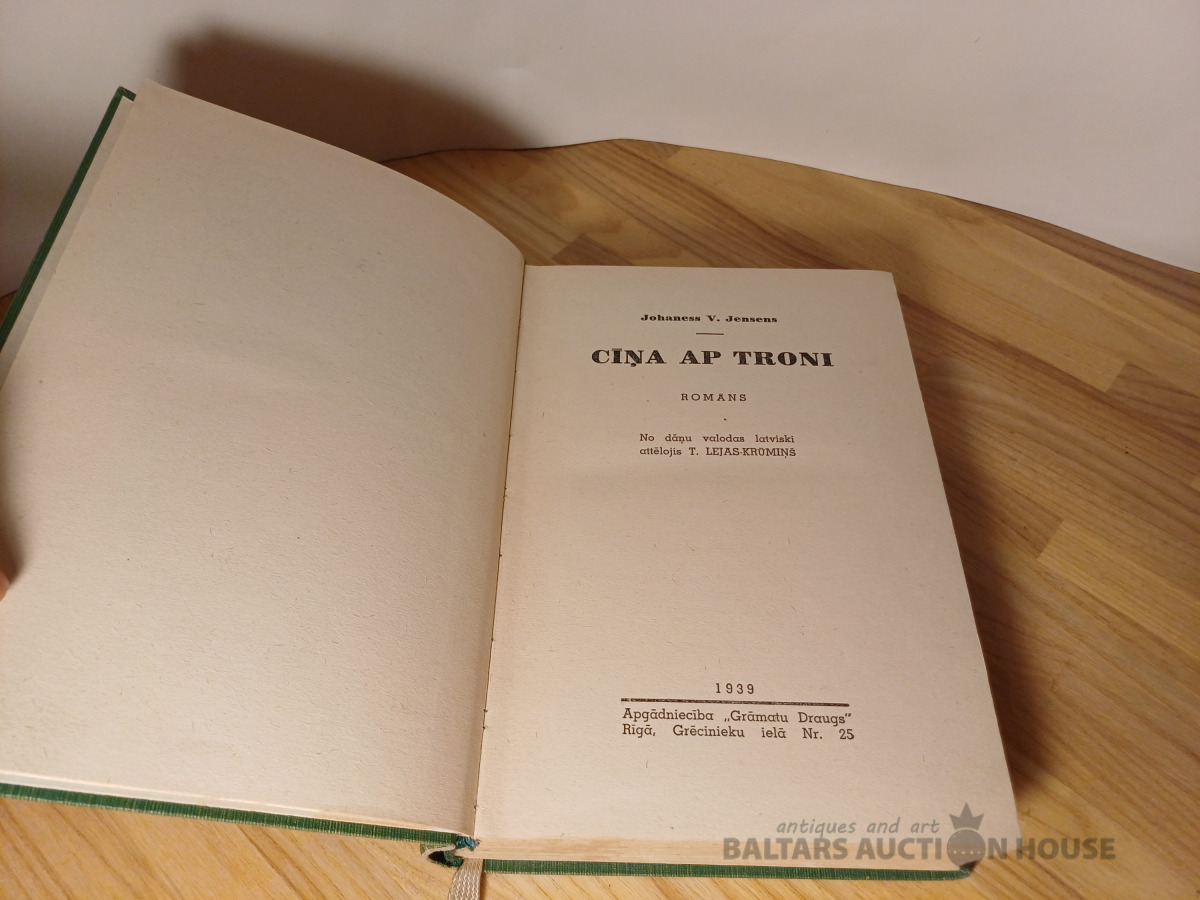 Johaness V. Jensens
CĪŅA AP TRONI
ROMĀNS
No dāņu valodas latviski
attēlojis T. LEJAS-KRŪMIŅŠ
1939
Apgādniecība „Grāmatu Draugs"
Rīgā, Grēcinieku ielā Nr. 25
antiques and art
BALTARS AUCTION HOUSE